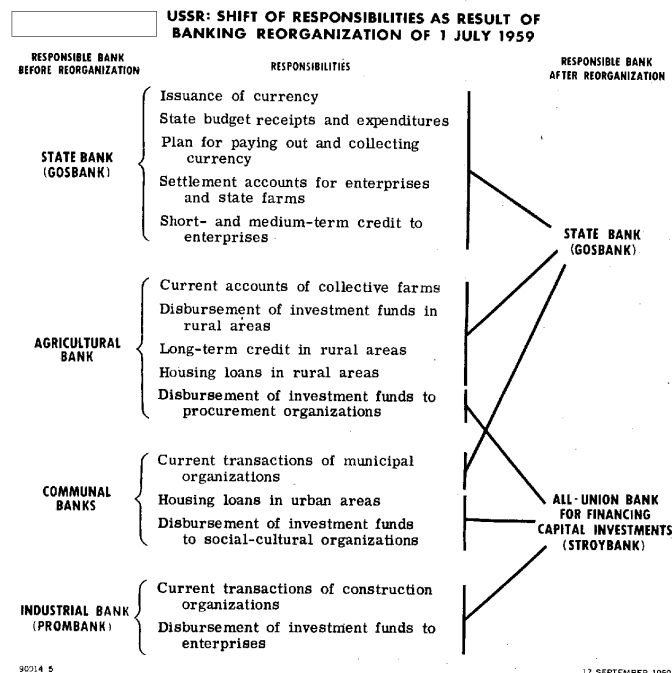 USSR: SHIFT OF RESPONSIBILITIES AS RESULT OF
BANKING REORGANIZATION OF 1 JULY 1959
RESPONSIBLE BANK
BEFORE REORGANIZATION
RESPONSIBILITIES
RESPONSIBLE BANK
AFTER REORGANIZATION
STATE BANK
(GOSBANK)
Issuance of currency
State budget receipts and expenditures
Plan for paying out and collecting
currency
Settlement accounts for enterprises
and state farms
Short- and medium-term credit to
enterprises
AGRICULTURAL
BANK
Current accounts of collective farms
Disbursement of investment funds in
rural areas
Long-term credit in rural areas
Housing loans in rural areas
Disbursement of investment funds to
procurement organizations
COMMUNAL
BANKS
Current transactions of municipal
organizations
Housing loans in urban areas
Disbursement of investment funds
to social-cultural organizations
INDUSTRIAL BANK
(PROMBANK)
Current transactions of construction
organizations
Disbursement of investment funds to
enterprises
STATE BANK
(GOSBANK)
ALL-UNION BANK
FOR FINANCING
CAPITAL INVESTMENTS
(STROYBANK)
17 SEPTEMBER